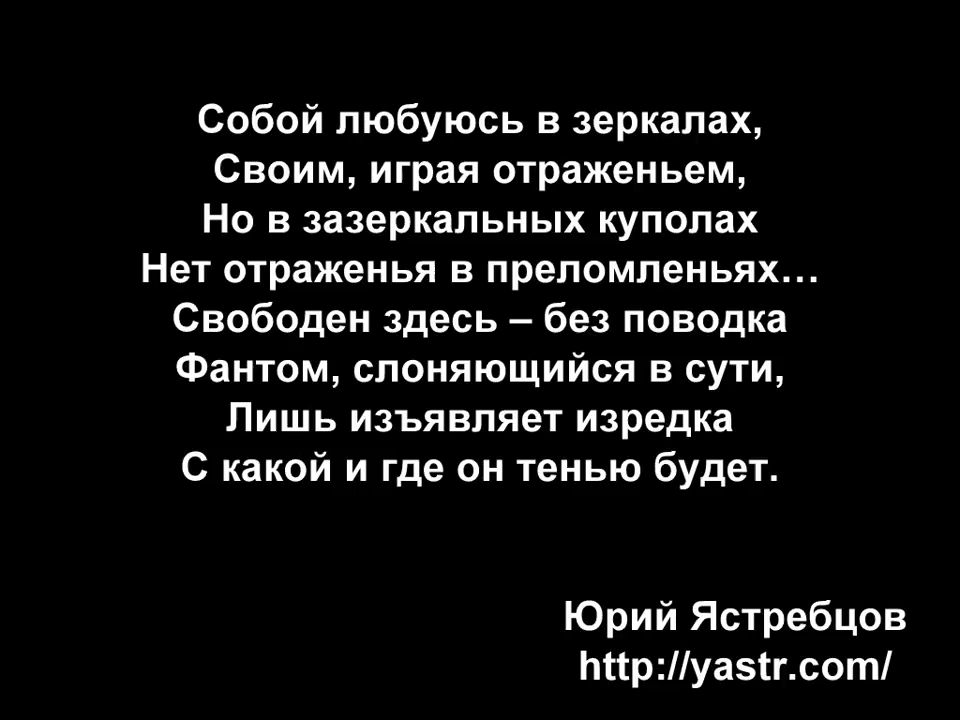 Собой любуюсь в зеркалах,
Своим, играя отраженьем,
Но в зазеркальных куполах
Нет отраженья в преломленьях…
Свободен здесь – без поводка
Фантом, слоняющийся в сути,
Лишь изъявляет изредка
С какой и где он тенью будет.
Юрий Ястребцов
http://yastr.com/